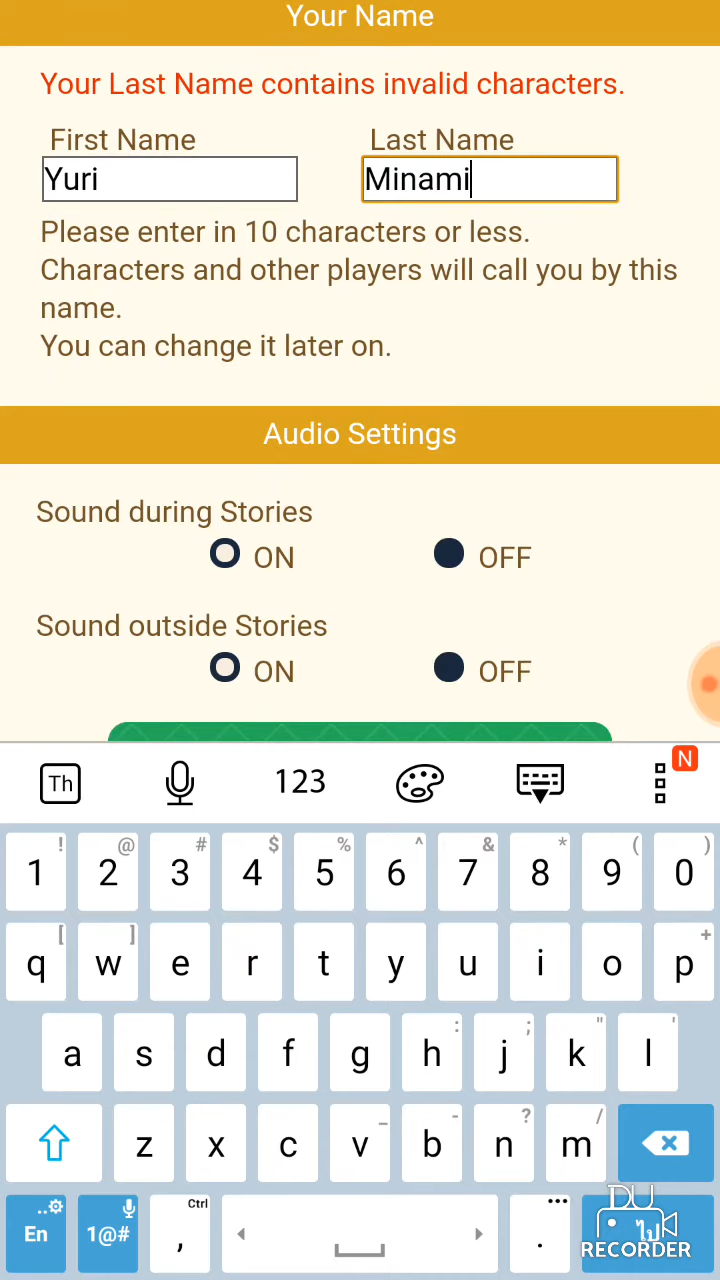 Your Name
Your Last Name contains invalid characters.
First Name Last Name
Yuri Minami
Please enter in 10 characters or less.
Characters and other players will call you by this
name.
You can change it later on.
Audio Settings
Sound during Stories
ON OFF
Sound outside Stories
ON OFF
N
Th 123
! @ # $ % ^ & * ( )
1 2 3 4 5 6 7 8 9 0
[ ] +
q w e r t y u i o p
: ; " '
a s d f g h j k l
_ - ? /
z x c v b n m
Ctrl
En 1@# , . ไป
DU
RECORDER